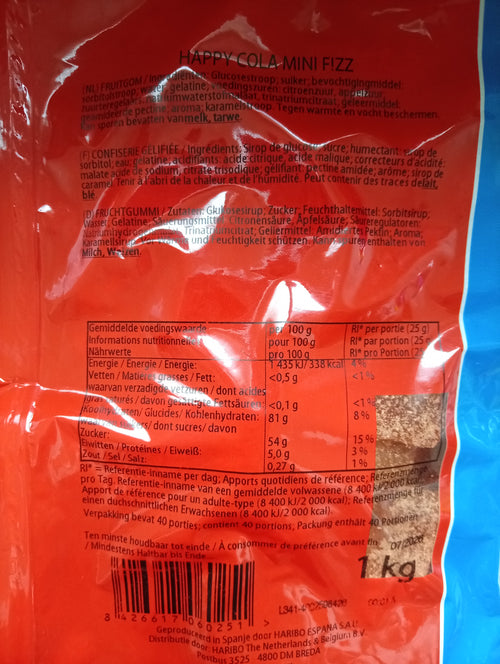 HAPPY COLA MINI FIZZ
(NL) FRUITGOM / Ingrediënten: Glucosestroop; suiker; bevochtigingmiddel:
sorbitolstroop, water; gelatine; voedingszuren: citroenzuur, appelzuur,
zuurteregelaars: natriumwaterstofmalaat, trinatriumcitraat; geleermiddel:
geamideerde pectine; aroma; karamelstroop. Tegen warmte en vocht beschermen.
Kan sporen bevatten van melk, tarwe.
(F) CONFISERIE GÉLIFIÉE / Ingrédients: Sirop de glucose; sucre; humectant: sirop de
sorbitol; eau; gélatine; acidifiants: acide citrique, acide malique; correcteurs d'acidité:
malate acide de sodium, citrate trisodique; gélifiant: pectine amidée; arôme; sirop de
caramel. Tenir à l'abri de la chaleur et de l'humidité. Peut contenir des traces de lait,
blé.
(D) FRUCHTGUMMI / Zutaten: Glukosesirup; Zucker; Feuchthaltemittel: Sorbitsirup;
Wasser; Gelatine; Säuerungsmittel: Citronensäure, Äpfelsäure; Säureregulatoren:
Trinatriumcitrat; Geliermittel: Amidiertes Pektin; Aroma;
Karamellsirup. Vor und Feuchtigkeit schützen. Kann Spuren enthalten von
Milch, Weizen.
Gemiddelde voedingswaarde per 100 g RI* per portie (25 g)
Informations nutritionnelles pour 100 g RI* par portion (25 g
Nährwerte pro 100 g RI* pro Portion (25
Energie / Énergie / Energie: 1 435 kJ/338 kcal 4 %
Vetten / Matières grasses / Fett: <0,5 g <1 %
waarvan verzadigde vetzuren / dont acides
gras saturés / davon gesättigte Fettsäuren: <0,1 g <1 %
Koolhydraten / Glucides / Kohlenhydraten: 81 g 8 %
waarvan suikers/ dont sucres/ davon
Zucker: 54 g 15 %
Eiwitten / Protéines / Eiweiß: 5,0 g 3 %
Zout / Sel / Salz: 0,27 g 1 %
RI* = Referentie-inname per dag; Apports quotidiens de référence; Referenzmenge
pro Tag. Referentie-inname van een gemiddelde volwassene (8 400 kJ/2 000 kcal);
Apport de référence pour un adulte-type (8 400 kJ/2 000 kcal); Referenzmenge für
einen duchschnittlichen Erwachsenen (8 400 kJ/2 000 kcal).
Verpakking bevat 40 porties; contient 40 portions, Packung enthält 40 Portionen
Ten minste houdbaar tot einde / À consommer de préférence avant fin 07/2026
/ Mindestens Haltbar bis Ende
1 kg
8 426617 060251 >
Geproduceerd in Spanje door HARIBO ESPAÑA S.A.U.
Distributie door: HARIBO The Netherlands & Belgium B.V.
Postbus 3525 4800 DM BREDA